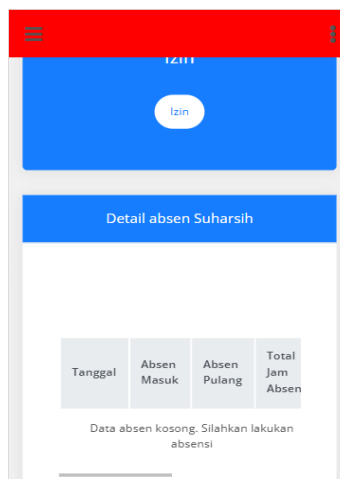 Izin
Izin
Detail absen Suharsih
Tanggal Absen Masuk Absen Pulang Total Jam Absen
Data absen kosong. Silahkan lakukan
absensi